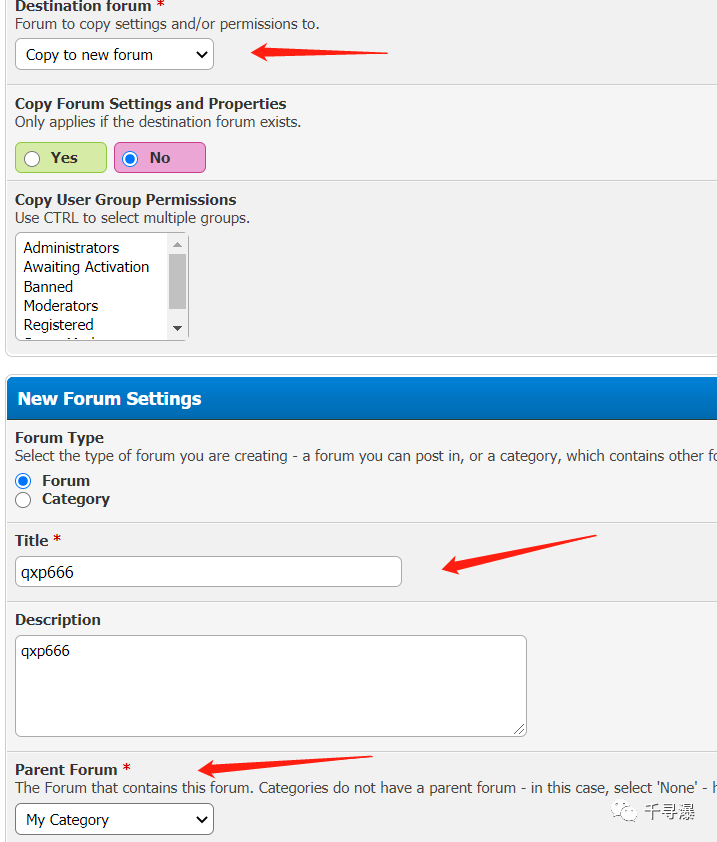 Destination forum *
Forum to copy settings and/or permissions to.
Copy to new forum
Copy Forum Settings and Properties
Only applies if the destination forum exists.
Yes
No
Copy User Group Permissions
Use CTRL to select multiple groups.
Administrators
Awaiting Activation
Banned
Moderators
Registered
New Forum Settings
Forum Type
Select the type of forum you are creating - a forum you can post in, or a category, which contains other fo
Forum
Category
Title *
qxp666
Description
qxp666
Parent Forum *
The Forum that contains this forum. Categories do not have a parent forum - in this case, select 'None' - h
My Category
千寻瀑